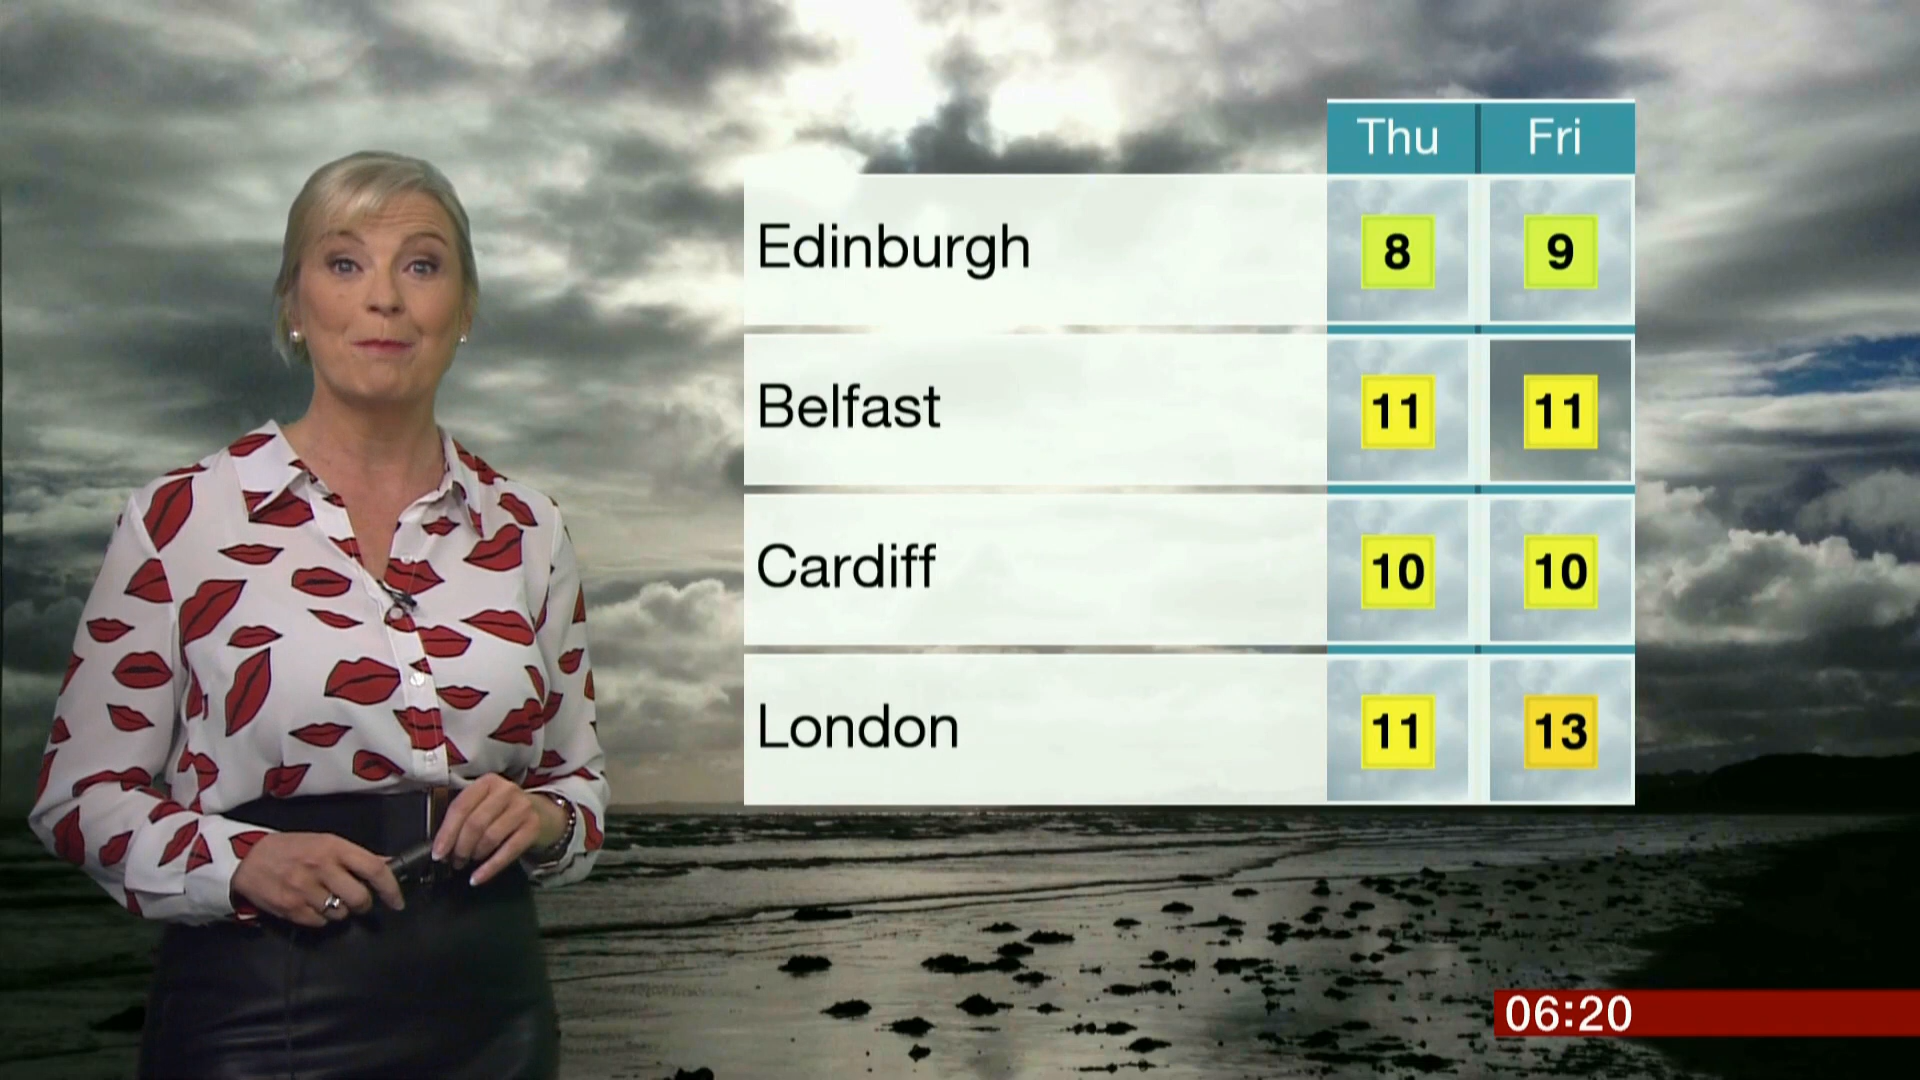 Thu Fri
Edinburgh 8 9
Belfast 11 11
Cardiff 10 10
London 11 13
06:20